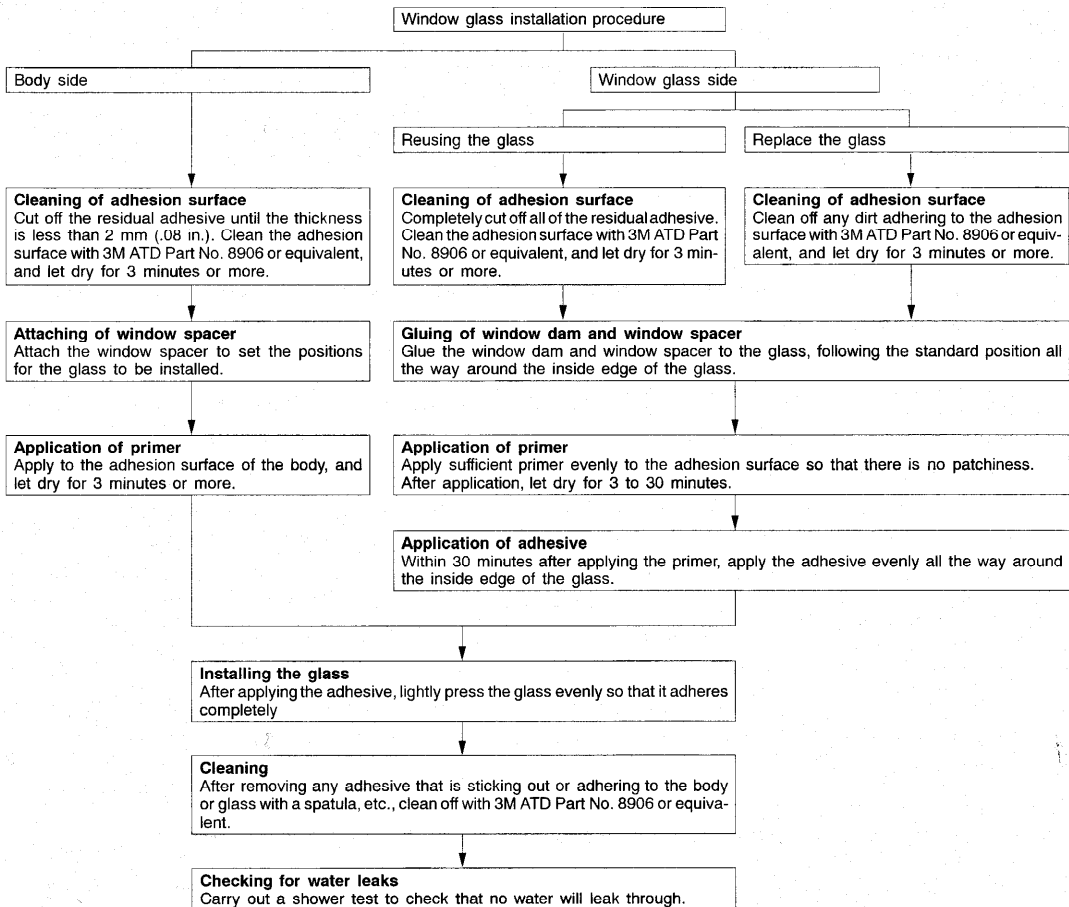 Window glass installation procedure
Body side
Window glass side
Reusing the glass
Replace the glass
Cleaning of adhesion surface
Cut off the residual adhesive until the thickness
is less than 2 mm (.08 in.). Clean the adhesion
surface with 3M ATD Part No. 8906 or equivalent,
and let dry for 3 minutes or more.
Cleaning of adhesion surface
Completely cut off all of the residual adhesive.
Clean the adhesion surface with 3M ATD Part
No. 8906 or equivalent, and let dry for 3 min-
utes or more.
Cleaning of adhesion surface
Clean off any dirt adhering to the adhesion
surface with 3M ATD Part No. 8906 or equiv-
alent, and let dry for 3 minutes or more.
Attaching of window spacer
Attach the window spacer to set the positions
for the glass to be installed.
Gluing of window dam and window spacer
Glue the window dam and window spacer to the glass, following the standard position all
the way around the inside edge of the glass.
Application of primer
Apply to the adhesion surface of the body, and
let dry for 3 minutes or more.
Application of primer
Apply sufficient primer evenly to the adhesion surface so that there is no patchiness.
After application, let dry for 3 to 30 minutes.
Application of adhesive
Within 30 minutes after applying the primer, apply the adhesive evenly all the way around
the inside edge of the glass.
Installing the glass
After applying the adhesive, lightly press the glass evenly so that it adheres
completely
Cleaning
After removing any adhesive that is sticking out or adhering to the body
or glass with a spatula, etc., clean off with 3M ATD Part No. 8906 or equiva-
lent.
Checking for water leaks
Carry out a shower test to check that no water will leak through.